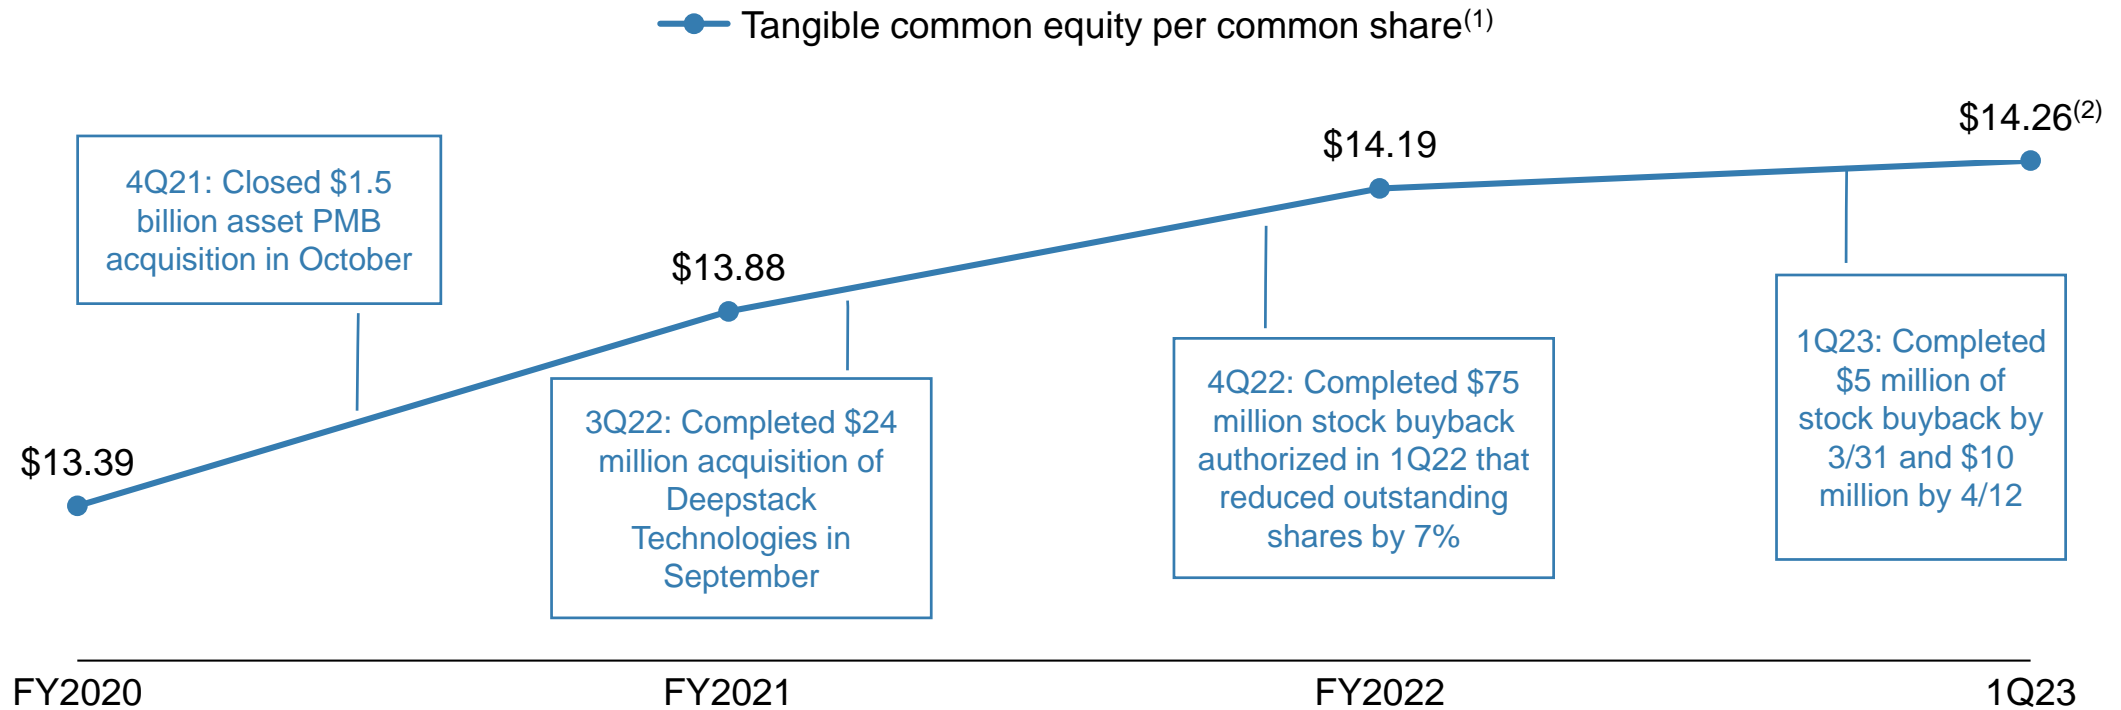 Tangible common equity per common share(1)
$14.26(2)
$14.19
4Q21: Closed $1.5
billion asset PMB
acquisition in October
$13.88
1Q23: Completed
$5 million of
stock buyback by
3/31 and $10
million by 4/12
4Q22: Completed $75
million stock buyback
authorized in 1Q22 that
reduced outstanding
shares by 7%
3Q22: Completed $24
million acquisition of
Deepstack
Technologies in
September
$13.39
FY2020
FY2021
FY2022
1Q23